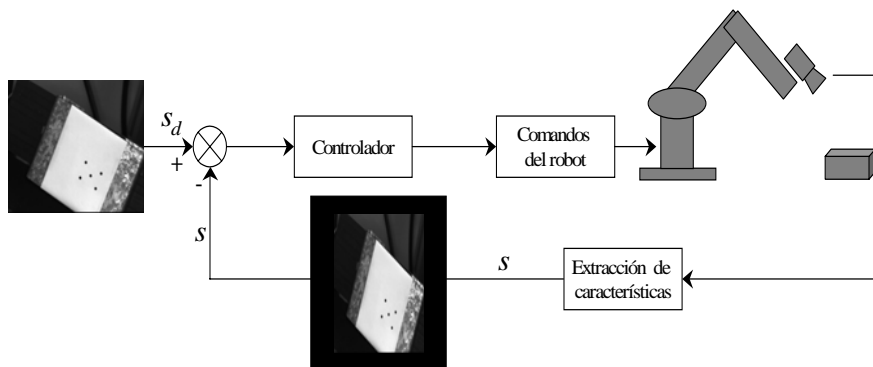 s_d
+
-
s
Controlador
Comandos
del robot
s
Extracción de
características